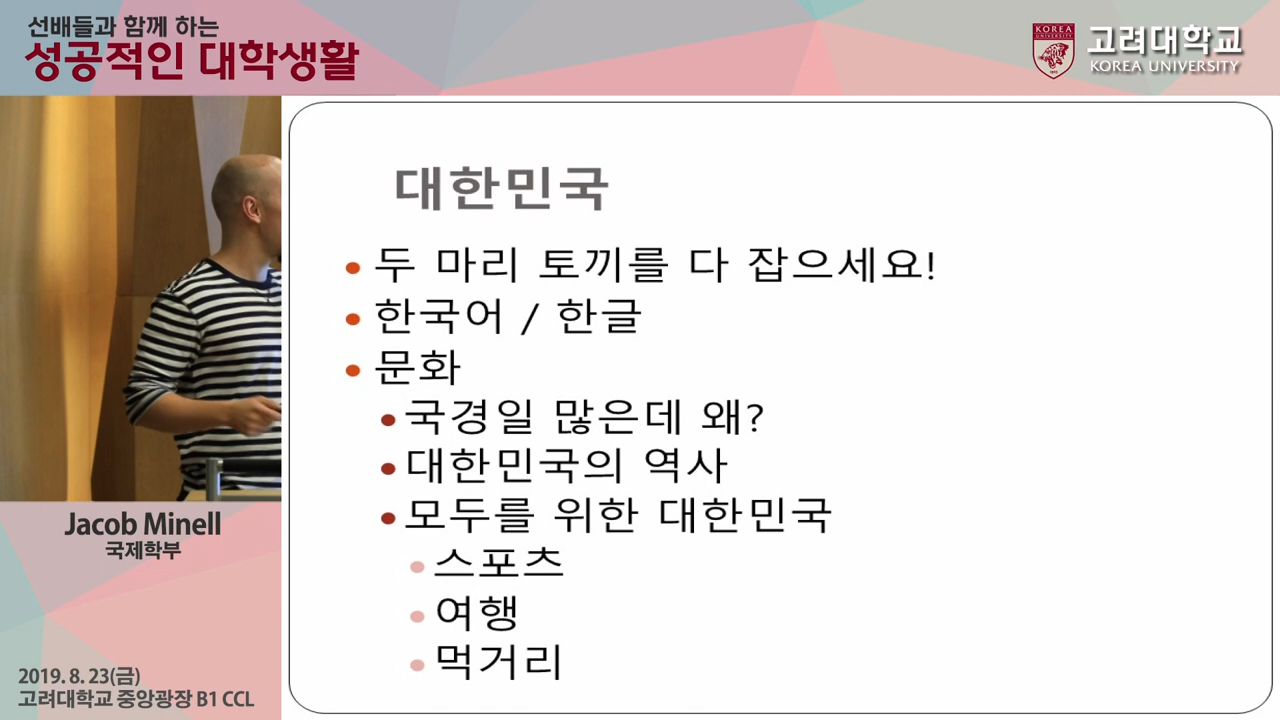 선배들과 함께 하는
성공적인 대학생활
KOREA
UNIVERSITY
1905
고려대학교
KOREA UNIVERSITY
대한민국
두 마리 토끼를 다 잡으세요!
한국어 / 한글
문화
국경일 많은데 왜?
대한민국의 역사
모두를 위한 대한민국
스포츠
여행
먹거리
Jacob Minell
국제학부
2019. 8. 23(금)
고려대학교 중앙광장 B1 CCL